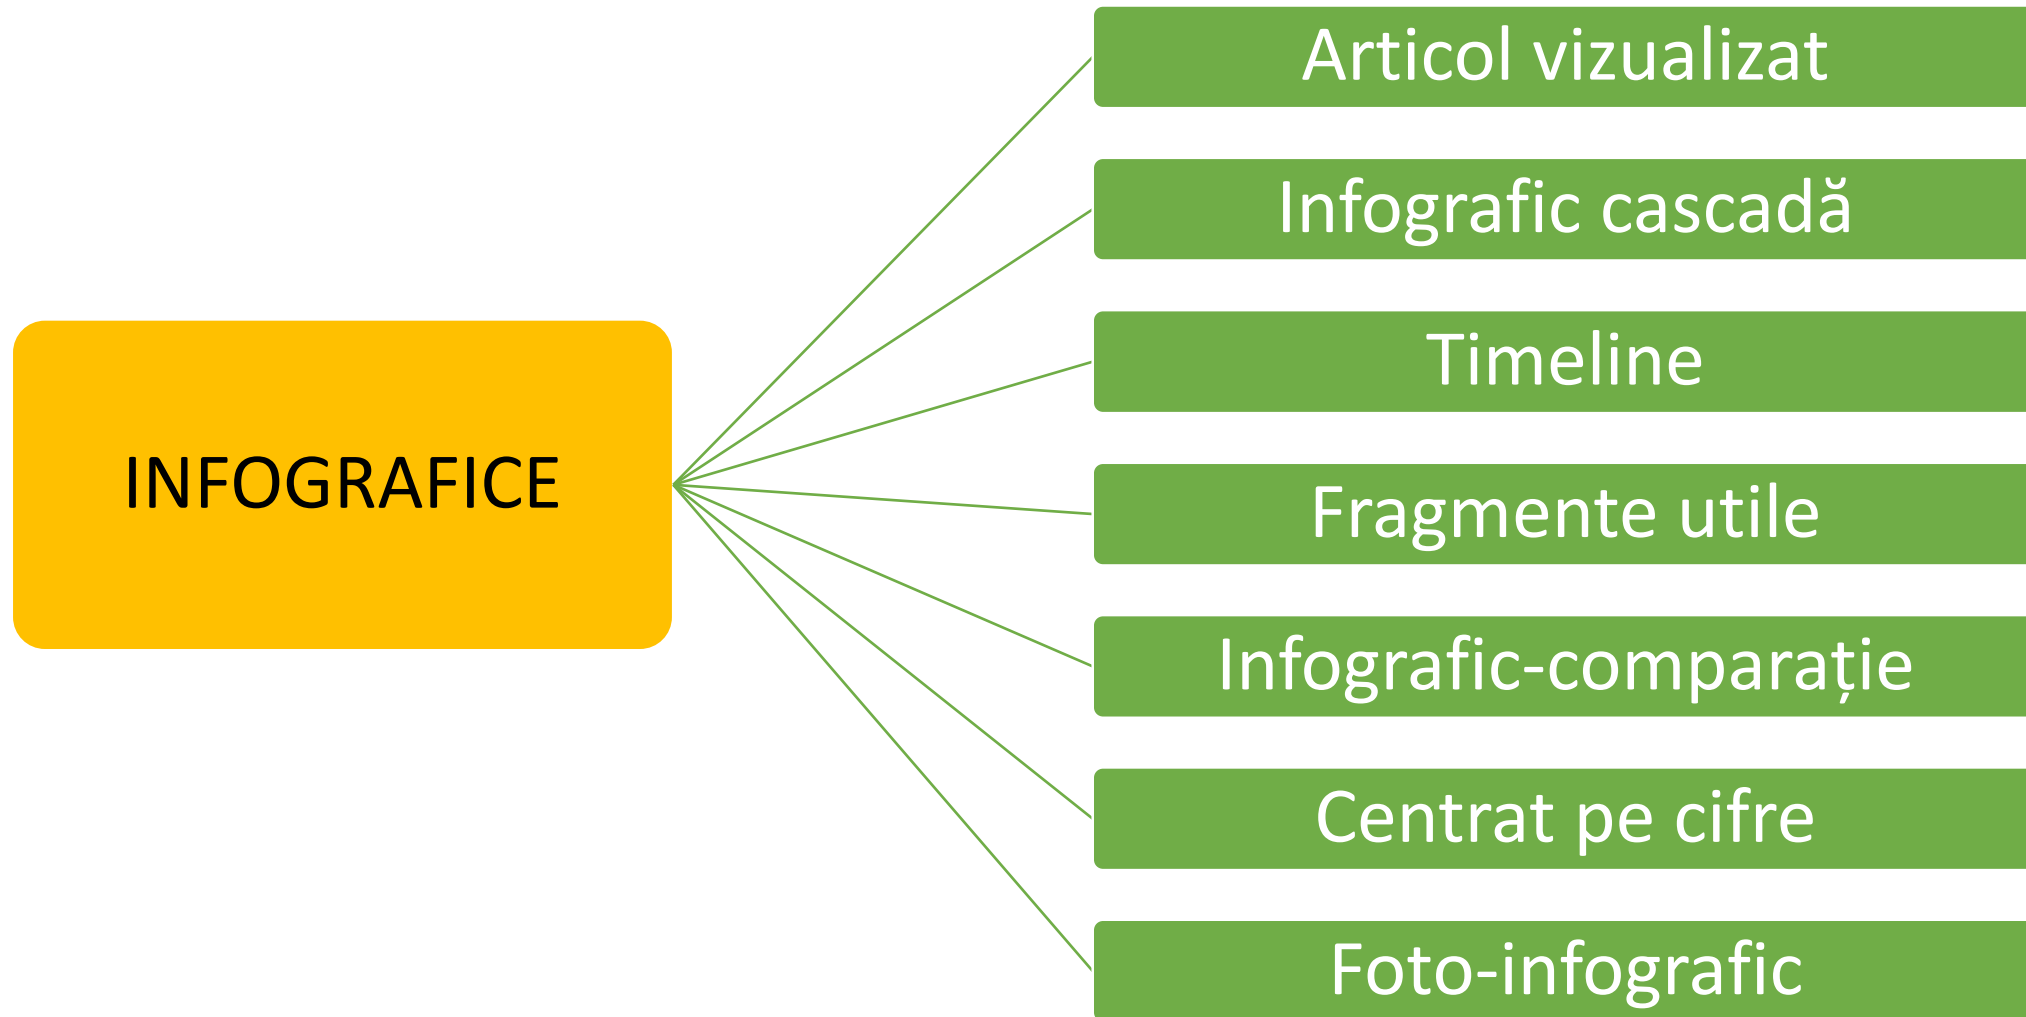 INFOGRAFICE
Articol vizualizat
Infografic cascadă
Timeline
Fragmente utile
Infografic-comparație
Centrat pe cifre
Foto-infografic